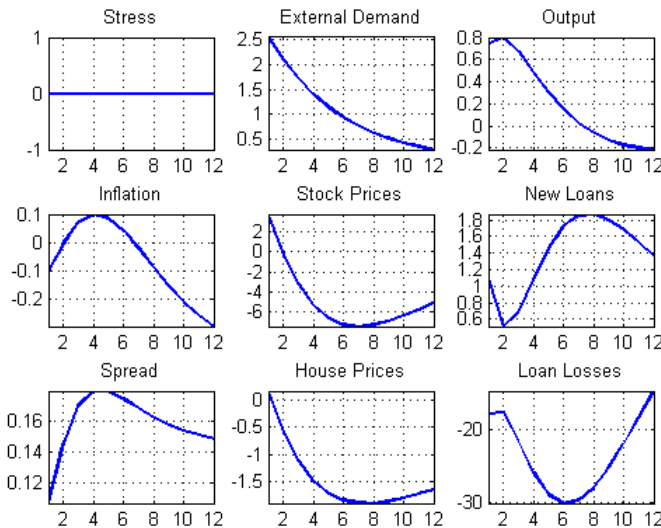 Stress
External Demand
Output
1
0
-1
2 4 6 8 10 12
2.5
2
1.5
1
0.5
2 4 6 8 10 12
0.8
0.6
0.4
0.2
0
-0.2
2 4 6 8 10 12
Inflation
Stock Prices
New Loans
0.1
0
-0.1
-0.2
2 4 6 8 10 12
2
0
-2
-4
-6
2 4 6 8 10 12
1.8
1.6
1.4
1.2
1
0.8
0.6
2 4 6 8 10 12
Spread
House Prices
Loan Losses
0.16
0.14
0.12
2 4 6 8 10 12
0
-0.5
-1
-1.5
2 4 6 8 10 12
-20
-30
2 4 6 8 10 12